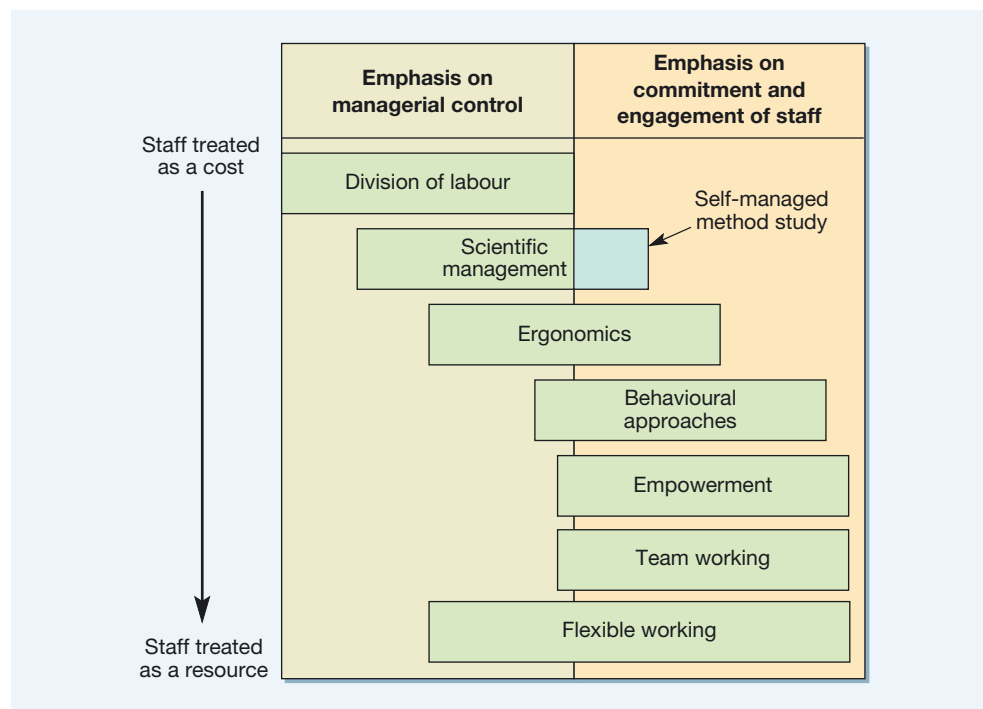 Emphasis on
managerial control
Emphasis on
commitment and
engagement of staff
Staff treated
as a cost
Division of labour
Self-managed
method study
Scientific
management
Ergonomics
Behavioural
approaches
Empowerment
Team working
Flexible working
Staff treated
as a resource